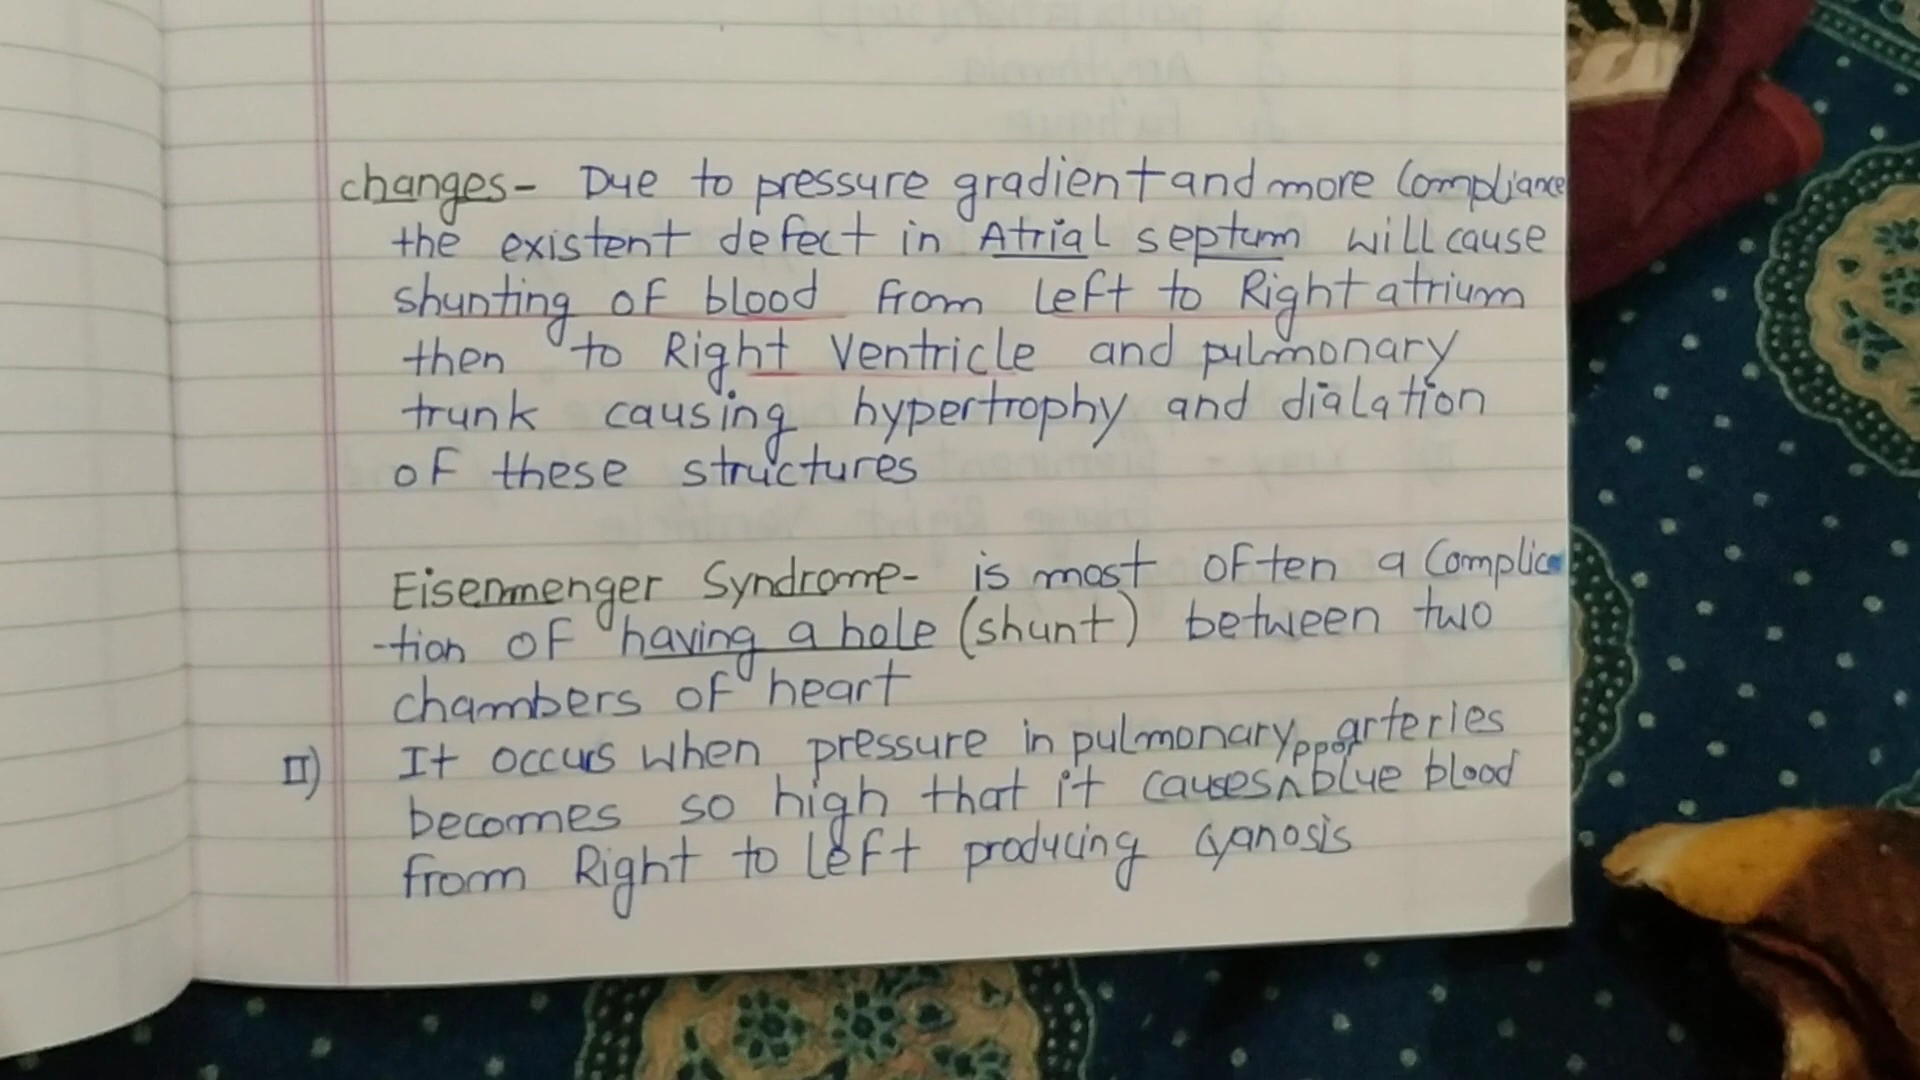 changes- Due to pressure gradient and more compliance
the existent defect in Atrial septum will cause
shunting of blood from left to Right atrium
then to Right ventricle and pulmonary
trunk causing hypertrophy and dialation
of these structures
Eisenmenger Syndrome- is most often a complica
-tion of having a hole (shunt) between two
chambers of heart
II) It occurs when pressure in pulmonary arteries
becomes so high that it causes ^ppor blue blood
from Right to left producing cyanosis